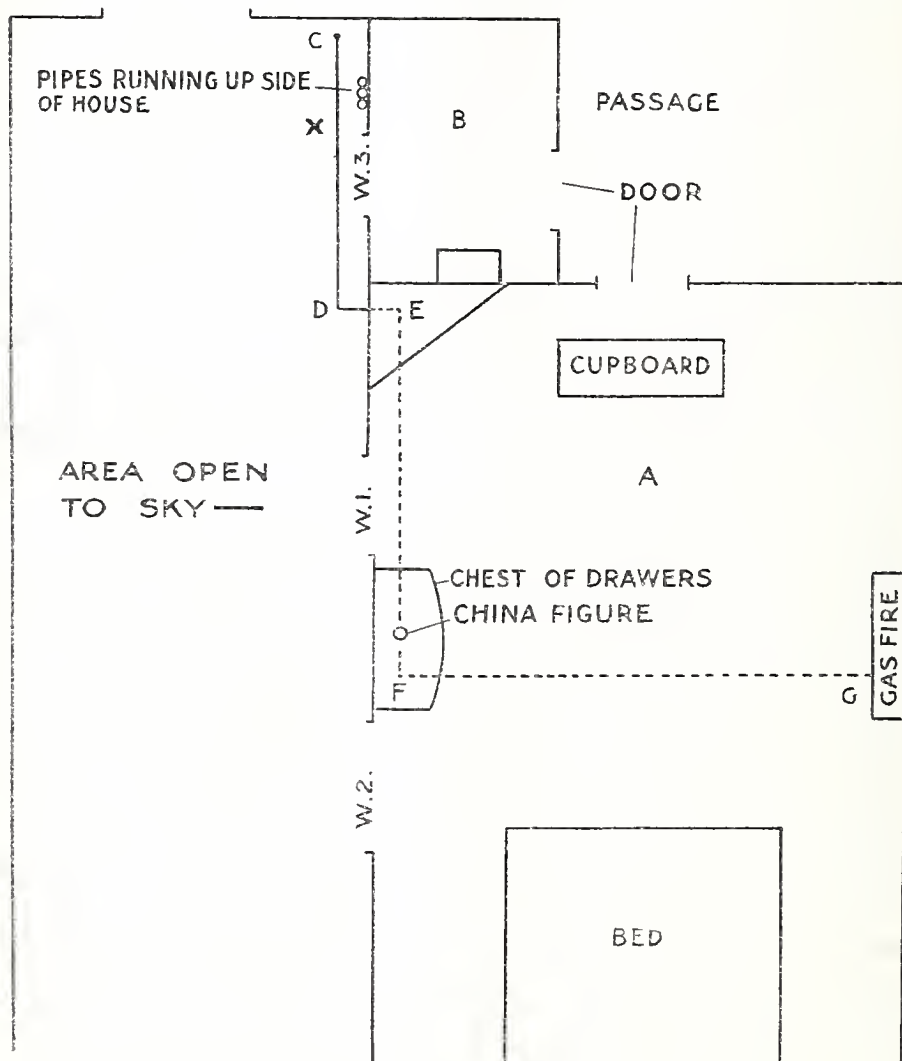 C
PIPES RUNNING UP SIDE
OF HOUSE
X
W.3.
B
PASSAGE
DOOR
D
E
CUPBOARD
AREA OPEN
TO SKY
W.1.
A
CHEST OF DRAWERS
CHINA FIGURE
F
G
GAS FIRE
W.2.
BED